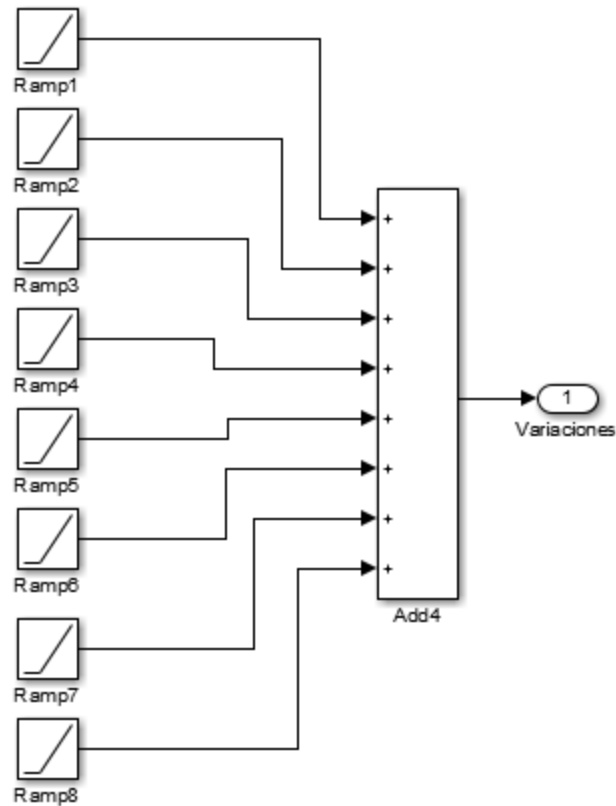 Ramp1
Ramp2
Ramp3
Ramp4
Ramp5
Ramp6
Ramp7
Ramp8
+
+
+
+
+
+
+
+
Add4
1
Variaciones